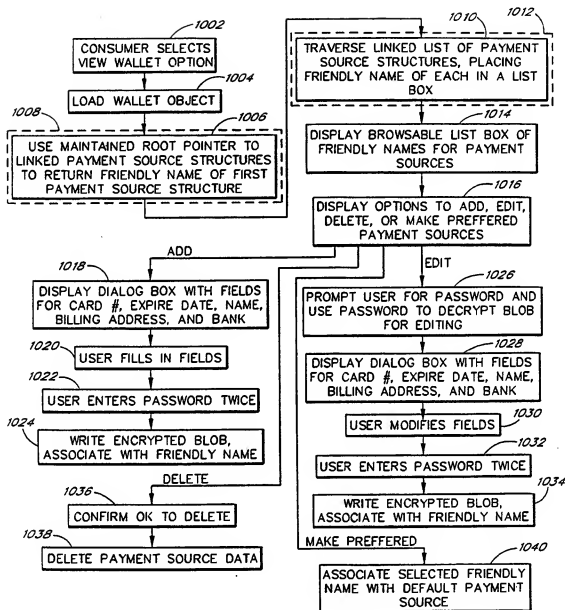 1002
CONSUMER SELECTS
VIEW WALLET OPTION
1004
LOAD WALLET OBJECT
1008
1006
USE MAINTAINED ROOT POINTER TO
LINKED PAYMENT SOURCE STRUCTURES
TO RETURN FRIENDLY NAME OF FIRST
PAYMENT SOURCE STRUCTURE
1010
1012
TRAVERSE LINKED LIST OF PAYMENT
SOURCE STRUCTURES, PLACING
FRIENDLY NAME OF EACH IN A LIST
BOX
1014
DISPLAY BROWSABLE LIST BOX OF
FRIENDLY NAMES FOR PAYMENT
SOURCES
1016
DISPLAY OPTIONS TO ADD, EDIT,
DELETE, OR MAKE PREFFERED
PAYMENT SOURCES
ADD
1018
DISPLAY DIALOG BOX WITH FIELDS
FOR CARD #, EXPIRE DATE, NAME,
BILLING ADDRESS, AND BANK
1020
USER FILLS IN FIELDS
1022
USER ENTERS PASSWORD TWICE
1024
WRITE ENCRYPTED BLOB,
ASSOCIATE WITH FRIENDLY NAME
DELETE
1036
CONFIRM OK TO DELETE
1038
DELETE PAYMENT SOURCE DATA
EDIT
1026
PROMPT USER FOR PASSWORD AND
USE PASSWORD TO DECRYPT BLOB
FOR EDITING
1028
DISPLAY DIALOG BOX WITH FIELDS
FOR CARD #, EXPIRE DATE, NAME,
BILLING ADDRESS, AND BANK
1030
USER MODIFIES FIELDS
1032
USER ENTERS PASSWORD TWICE
1034
WRITE ENCRYPTED BLOB,
ASSOCIATE WITH FRIENDLY NAME
MAKE PREFFERED
1040
ASSOCIATE SELECTED FRIENDLY
NAME WITH DEFAULT PAYMENT
SOURCE